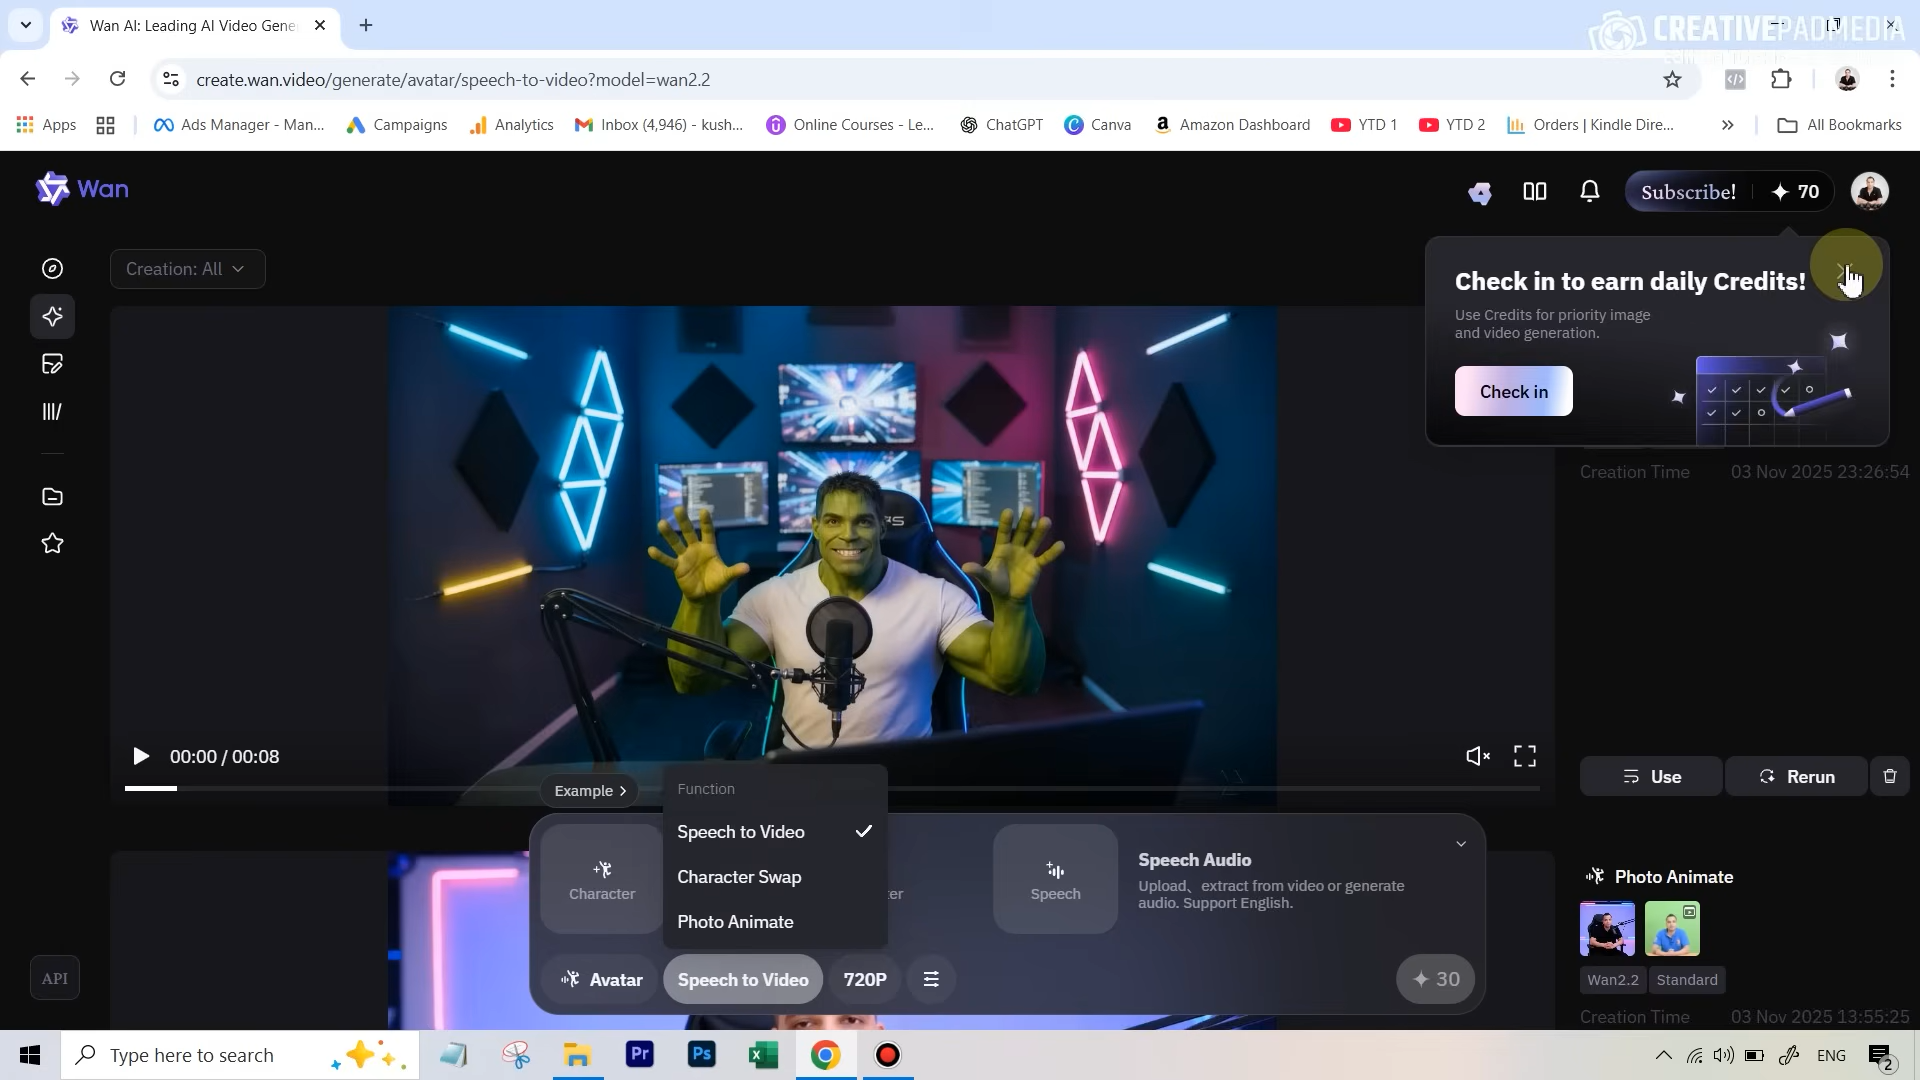 Wan AI: Leading AI Video Gene
CREATIVEPADMEDIA
create.wan.video/generate/avatar/speech-to-video?model=wan2.2
Apps
Ads Manager - Man...
Campaigns
Analytics
Inbox (4,946) - kush...
Online Courses - Le...
ChatGPT
Canva
Amazon Dashboard
YTD 1
YTD 2
Orders | Kindle Dire...
All Bookmarks
Wan
Subscribe!
70
Creation: All
Check in to earn daily Credits!
Use Credits for priority image
and video generation.
Check in
Creation Time 03 Nov 2025 23:26:54
00:00 / 00:08
Use
Rerun
Example
Function
Speech to Video
Character Swap
Photo Animate
Character
Speech
Speech Audio
Upload、extract from video or generate
audio. Support English.
Photo Animate
Wan2.2
Standard
API
Avatar
Speech to Video
720P
30
Creation Time 03 Nov 2025 13:55:25
Type here to search
Pr
Ps
ENG
2